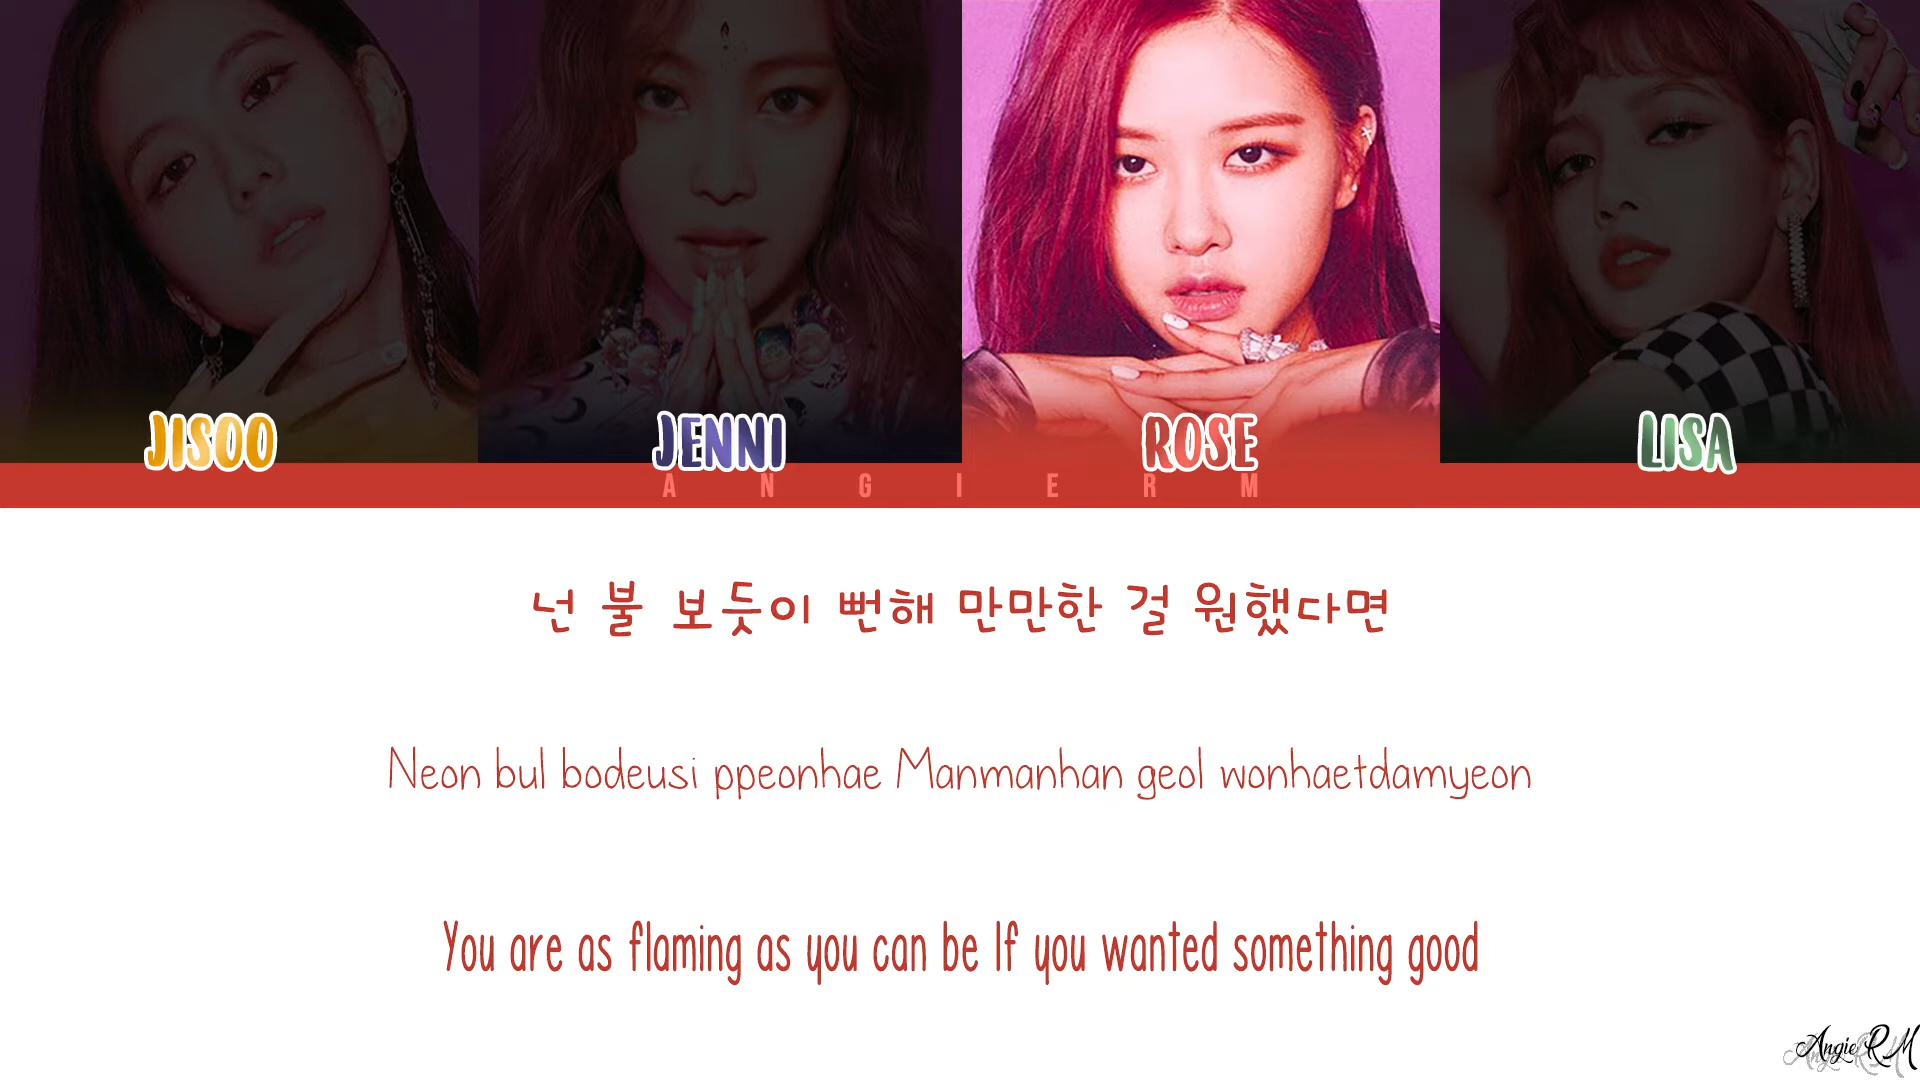 JISOO JENNI ROSE LISA
ANGIERM
넌 불 보듯이 뻔해 만만한 걸 원했다면
Neon bul bodeusi ppeonhae Manmanhan geol wonhaetdamyeon
You are as flaming as you can be If you wanted something good
Angie RM